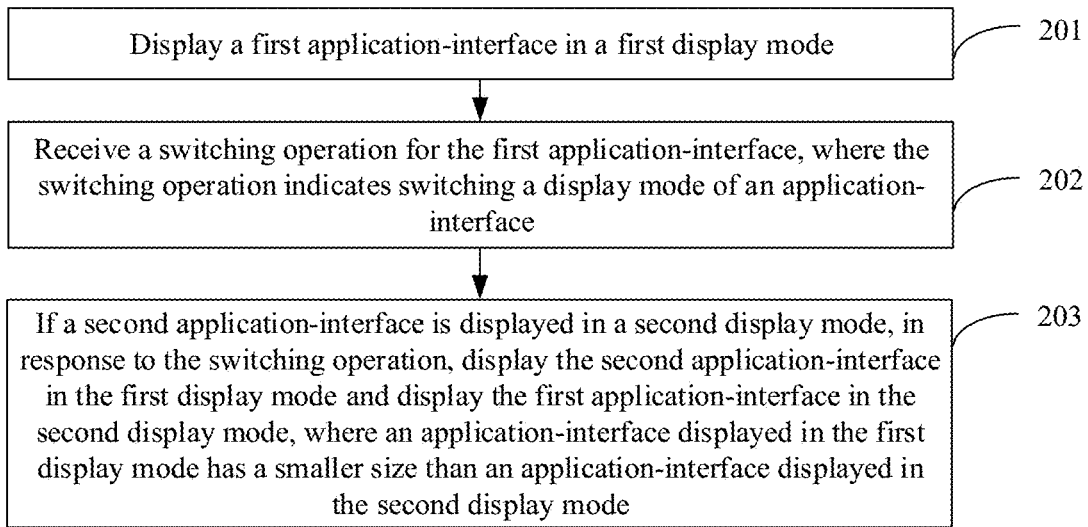 Display a first application-interface in a first display mode
201
Receive a switching operation for the first application-interface, where the
switching operation indicates switching a display mode of an application-
interface
202
If a second application-interface is displayed in a second display mode, in
response to the switching operation, display the second application-interface
in the first display mode and display the first application-interface in the
second display mode, where an application-interface displayed in the first
display mode has a smaller size than an application-interface displayed in
the second display mode
203